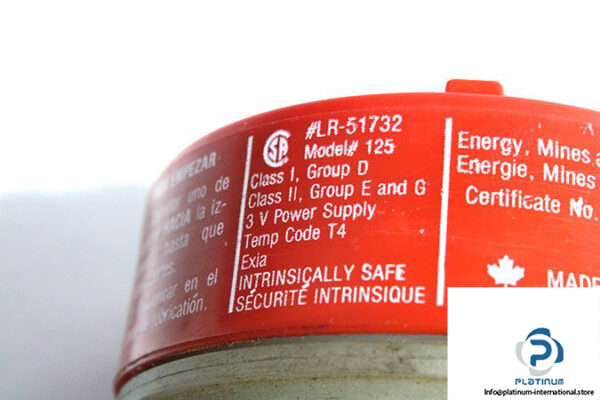 EMPEZAR
uno de
HACIA la iz-
hasta que
en el
#LR-51732
Model# 125
Class I, Group D
Class II, Group E and G
3 V Power Supply
Temp Code T4
Exia
INTRINSICALLY SAFE
SÉCURITÉ INTRINSIQUE
Energy, Mines
Energie, Mines
Certificate No.
MADE
PLATINUM
Info@platinum-international.store